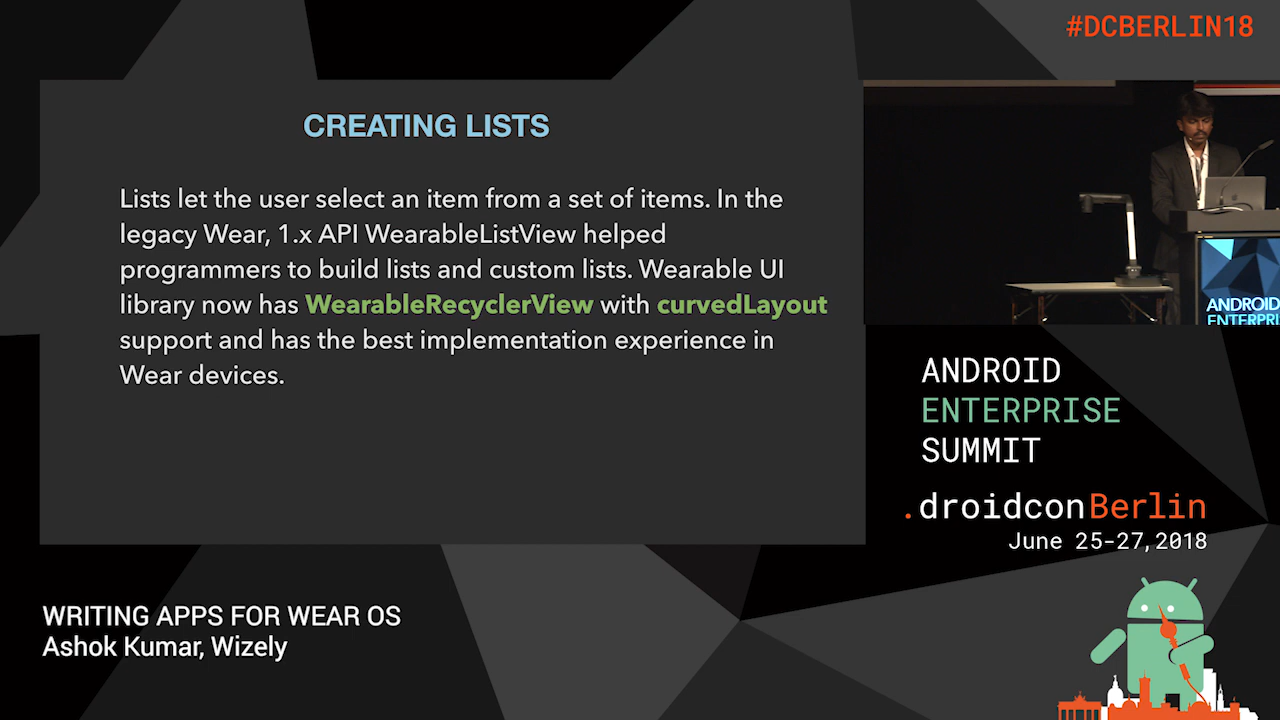 #DCBERLIN18
CREATING LISTS
Lists let the user select an item from a set of items. In the
legacy Wear, 1.x API WearableListView helped
programmers to build lists and custom lists. Wearable UI
library now has WearableRecyclerView with curvedLayout
support and has the best implementation experience in
Wear devices.
ANDROID
ENTERPRI
ANDROID
ENTERPRISE
SUMMIT
.droidconBerlin
June 25-27, 2018
WRITING APPS FOR WEAR OS
Ashok Kumar, Wizely